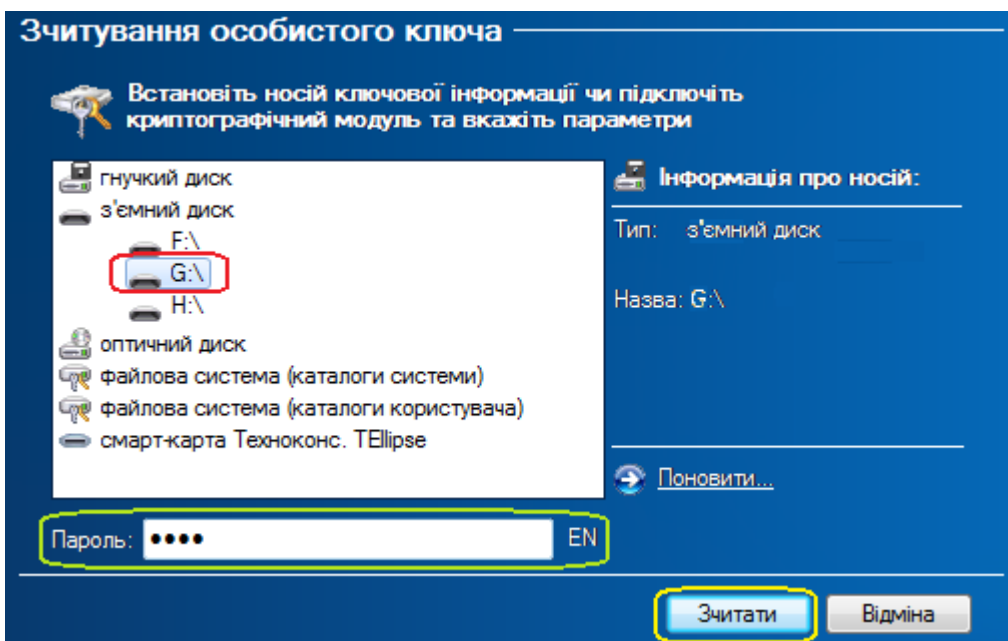 Зчитування особистого ключа
Встановіть носій ключової інформації чи підключіть
криптографічний модуль та вкажіть параметри
гнучкий диск
з'ємний диск
F:\
G:\
H:\
оптичний диск
файлова система (каталоги системи)
файлова система (каталоги користувача)
смарт-карта Техноконс. TEllipse
Інформація про носій:
Тип: з'ємний диск
Назва: G:\
Поновити...
Пароль: •••• EN
Зчитати Відміна